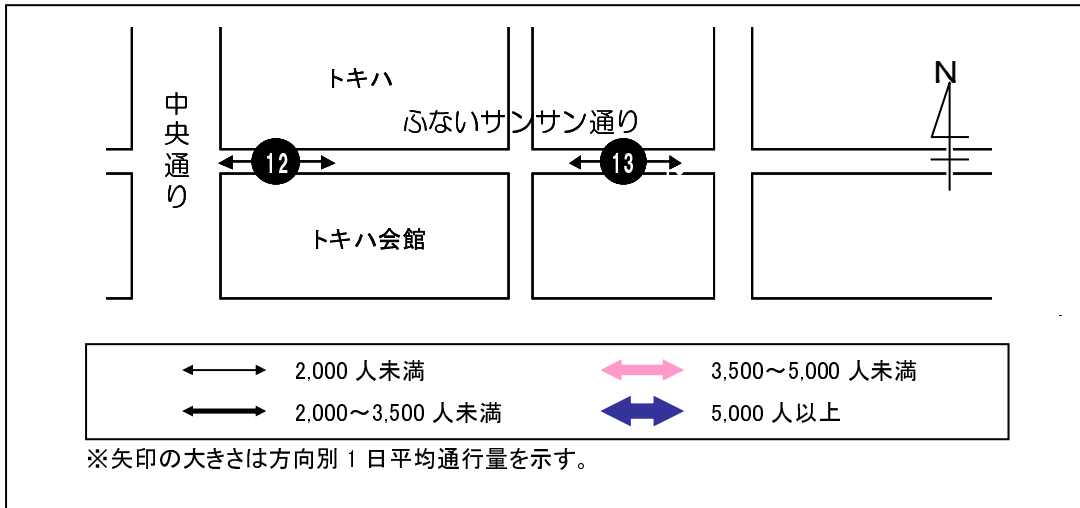 トキハ
ふないサンサン通り
N
中央通り
12
13
トキハ会館
2,000 人未満
3,500～5,000 人未満
2,000～3,500 人未満
5,000 人以上
※矢印の大きさは方向別 1 日平均通行量を示す。